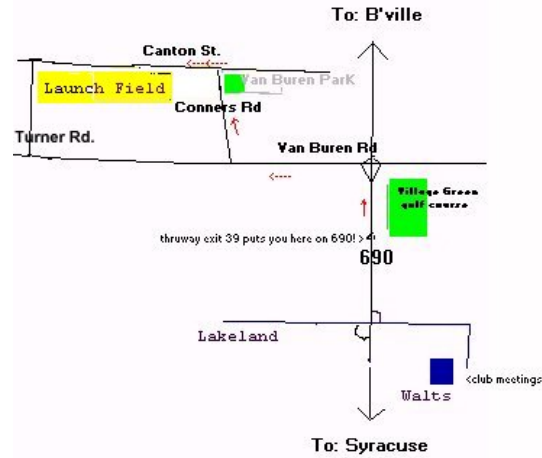 To: B'ville
Canton St.
Launch Field
Van Buren Park
Conners Rd
Turner Rd.
Van Buren Rd
<----
Village Green
golf course
thruway exit 39 puts you here on 690! >
690
Lakeland
<club meetings
Walts
To: Syracuse